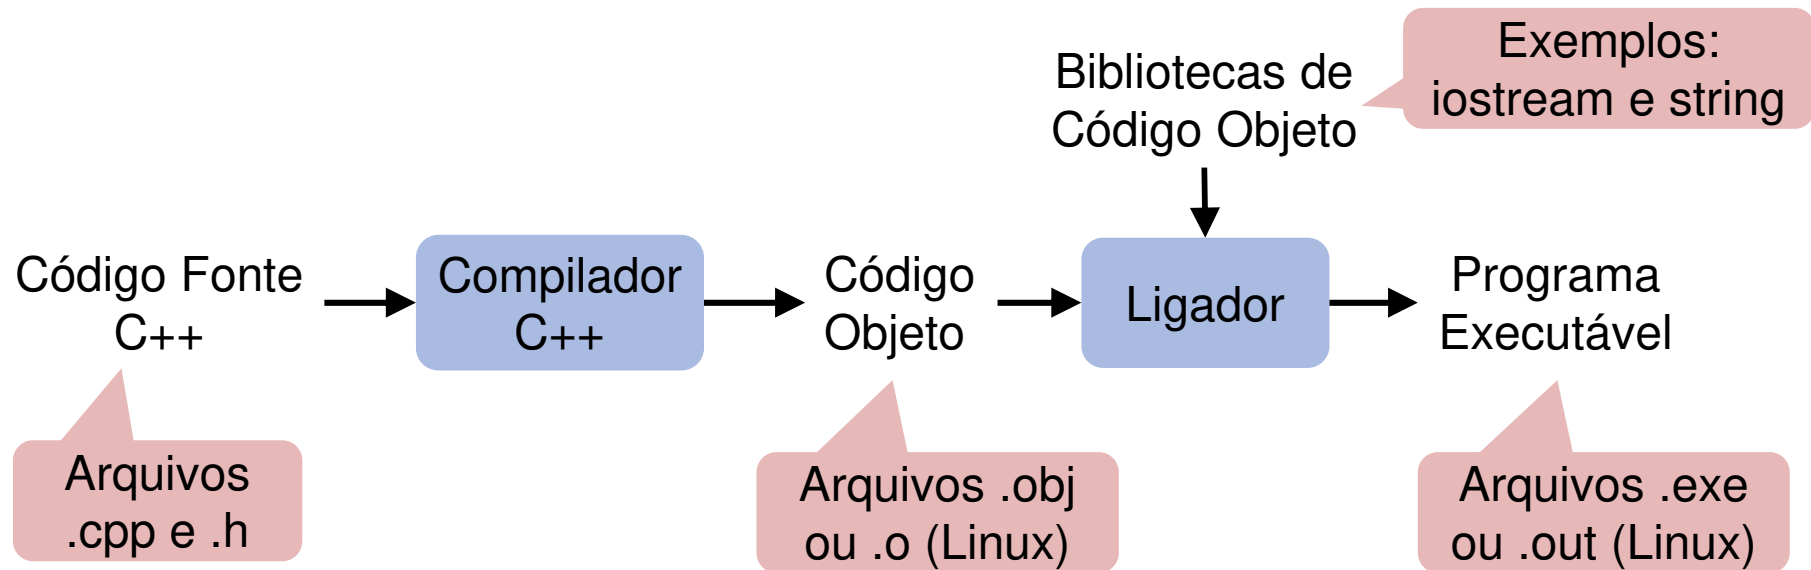 Exemplos:
iostream e string
Bibliotecas de
Código Objeto
Código Fonte
C++
Compilador
C++
Código
Objeto
Ligador
Programa
Executável
Arquivos
.cpp e .h
Arquivos .obj
ou .o (Linux)
Arquivos .exe
ou .out (Linux)